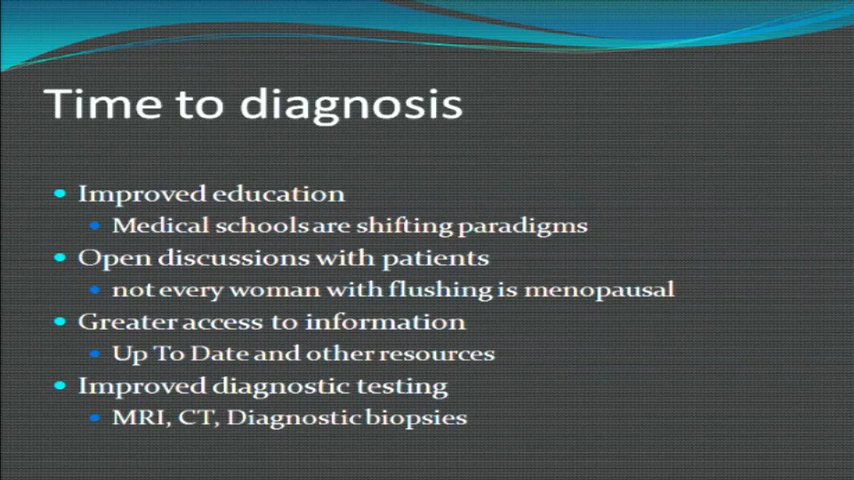 Time to diagnosis
Improved education
Medical schools are shifting paradigms
Open discussions with patients
not every woman with flushing is menopausal
Greater access to information
Up To Date and other resources
Improved diagnostic testing
MRI, CT, Diagnostic biopsies